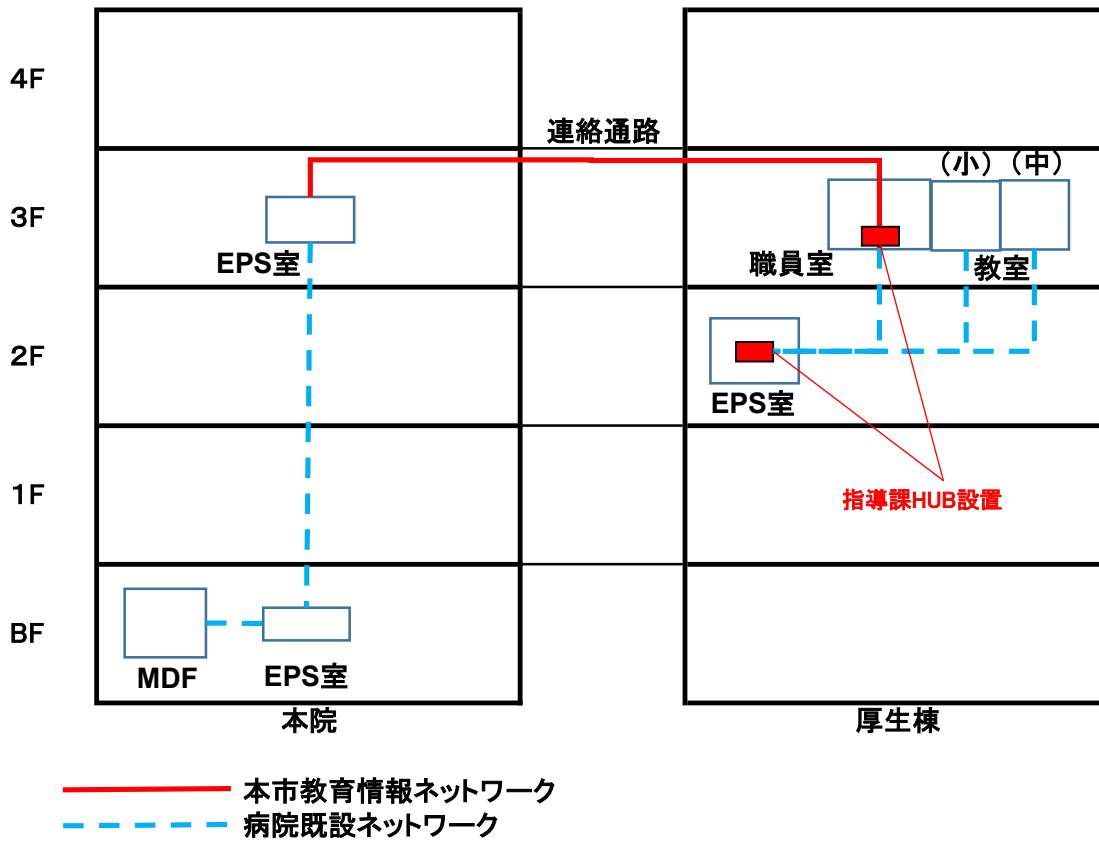 4F
連絡通路
(小)
(中)
3F
EPS室
職員室
教室
2F
EPS室
1F
指導課HUB設置
BF
MDF
EPS室
本院
厚生棟
本市教育情報ネットワーク
病院既設ネットワーク